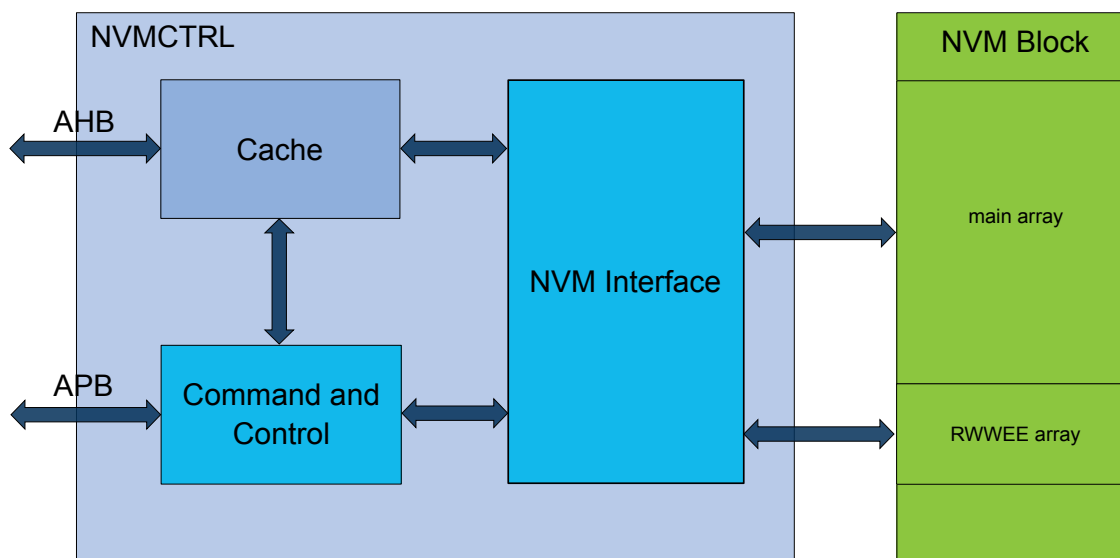 NVMCTRL
NVM Block
AHB
Cache
main array
NVM Interface
APB
Command and
Control
RWWEE array